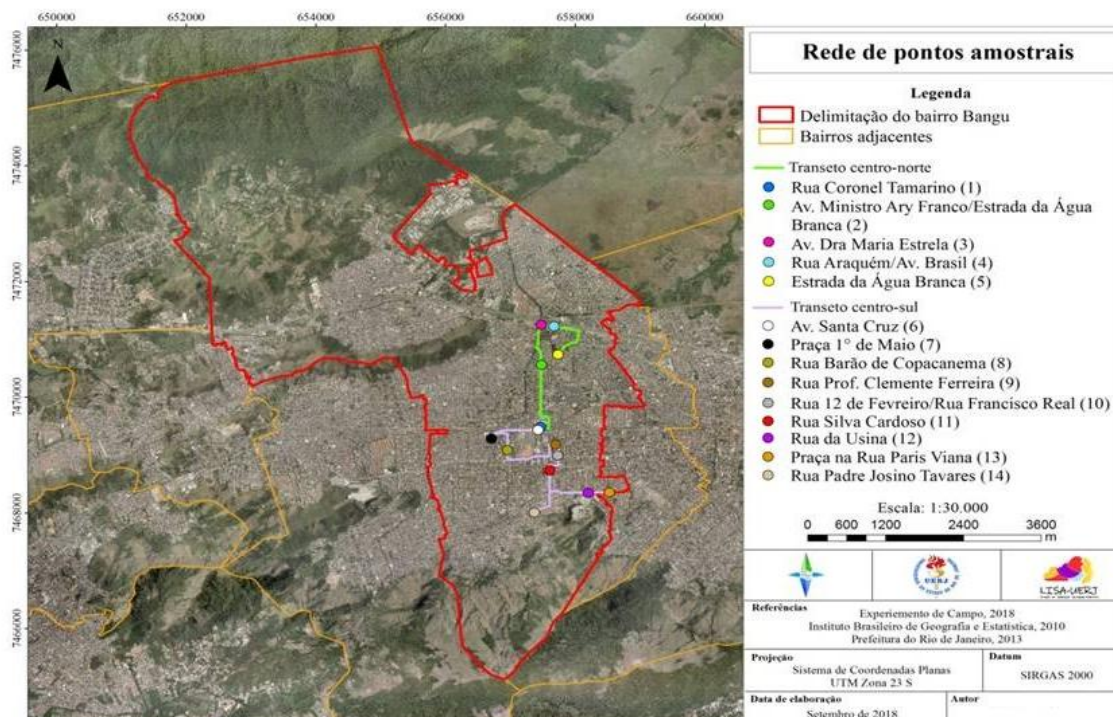 650000 652000 654000 656000 658000 660000
7476000
7474000
7472000
7470000
7468000
7466000
N
Rede de pontos amostrais
Legenda
Delimitação do bairro Bangu
Bairros adjacentes
Transeto centro-norte
Rua Coronel Tamarino (1)
Av. Ministro Ary Franco/Estrada da Água
Branca (2)
Av. Dra Maria Estrela (3)
Rua Araquém/Av. Brasil (4)
Estrada da Água Branca (5)
Transeto centro-sul
Av. Santa Cruz (6)
Praça 1° de Maio (7)
Rua Barão de Copacanema (8)
Rua Prof. Clemente Ferreira (9)
Rua 12 de Fevreiro/Rua Francisco Real (10)
Rua Silva Cardoso (11)
Rua da Usina (12)
Praça na Rua Paris Viana (13)
Rua Padre Josino Tavares (14)
Escala: 1:30.000
0 600 1200 2400 3600
m
UERJ
LISA-UERJ
Referências
Experiemento de Campo, 2018
Instituto Brasileiro de Geografia e Estatística, 2010
Prefeitura do Rio de Janeiro, 2013
Projeção
Sistema de Coordenadas Planas
UTM Zona 23 S
Datum
SIRGAS 2000
Data de elaboração
Setembro de 2018
Autor